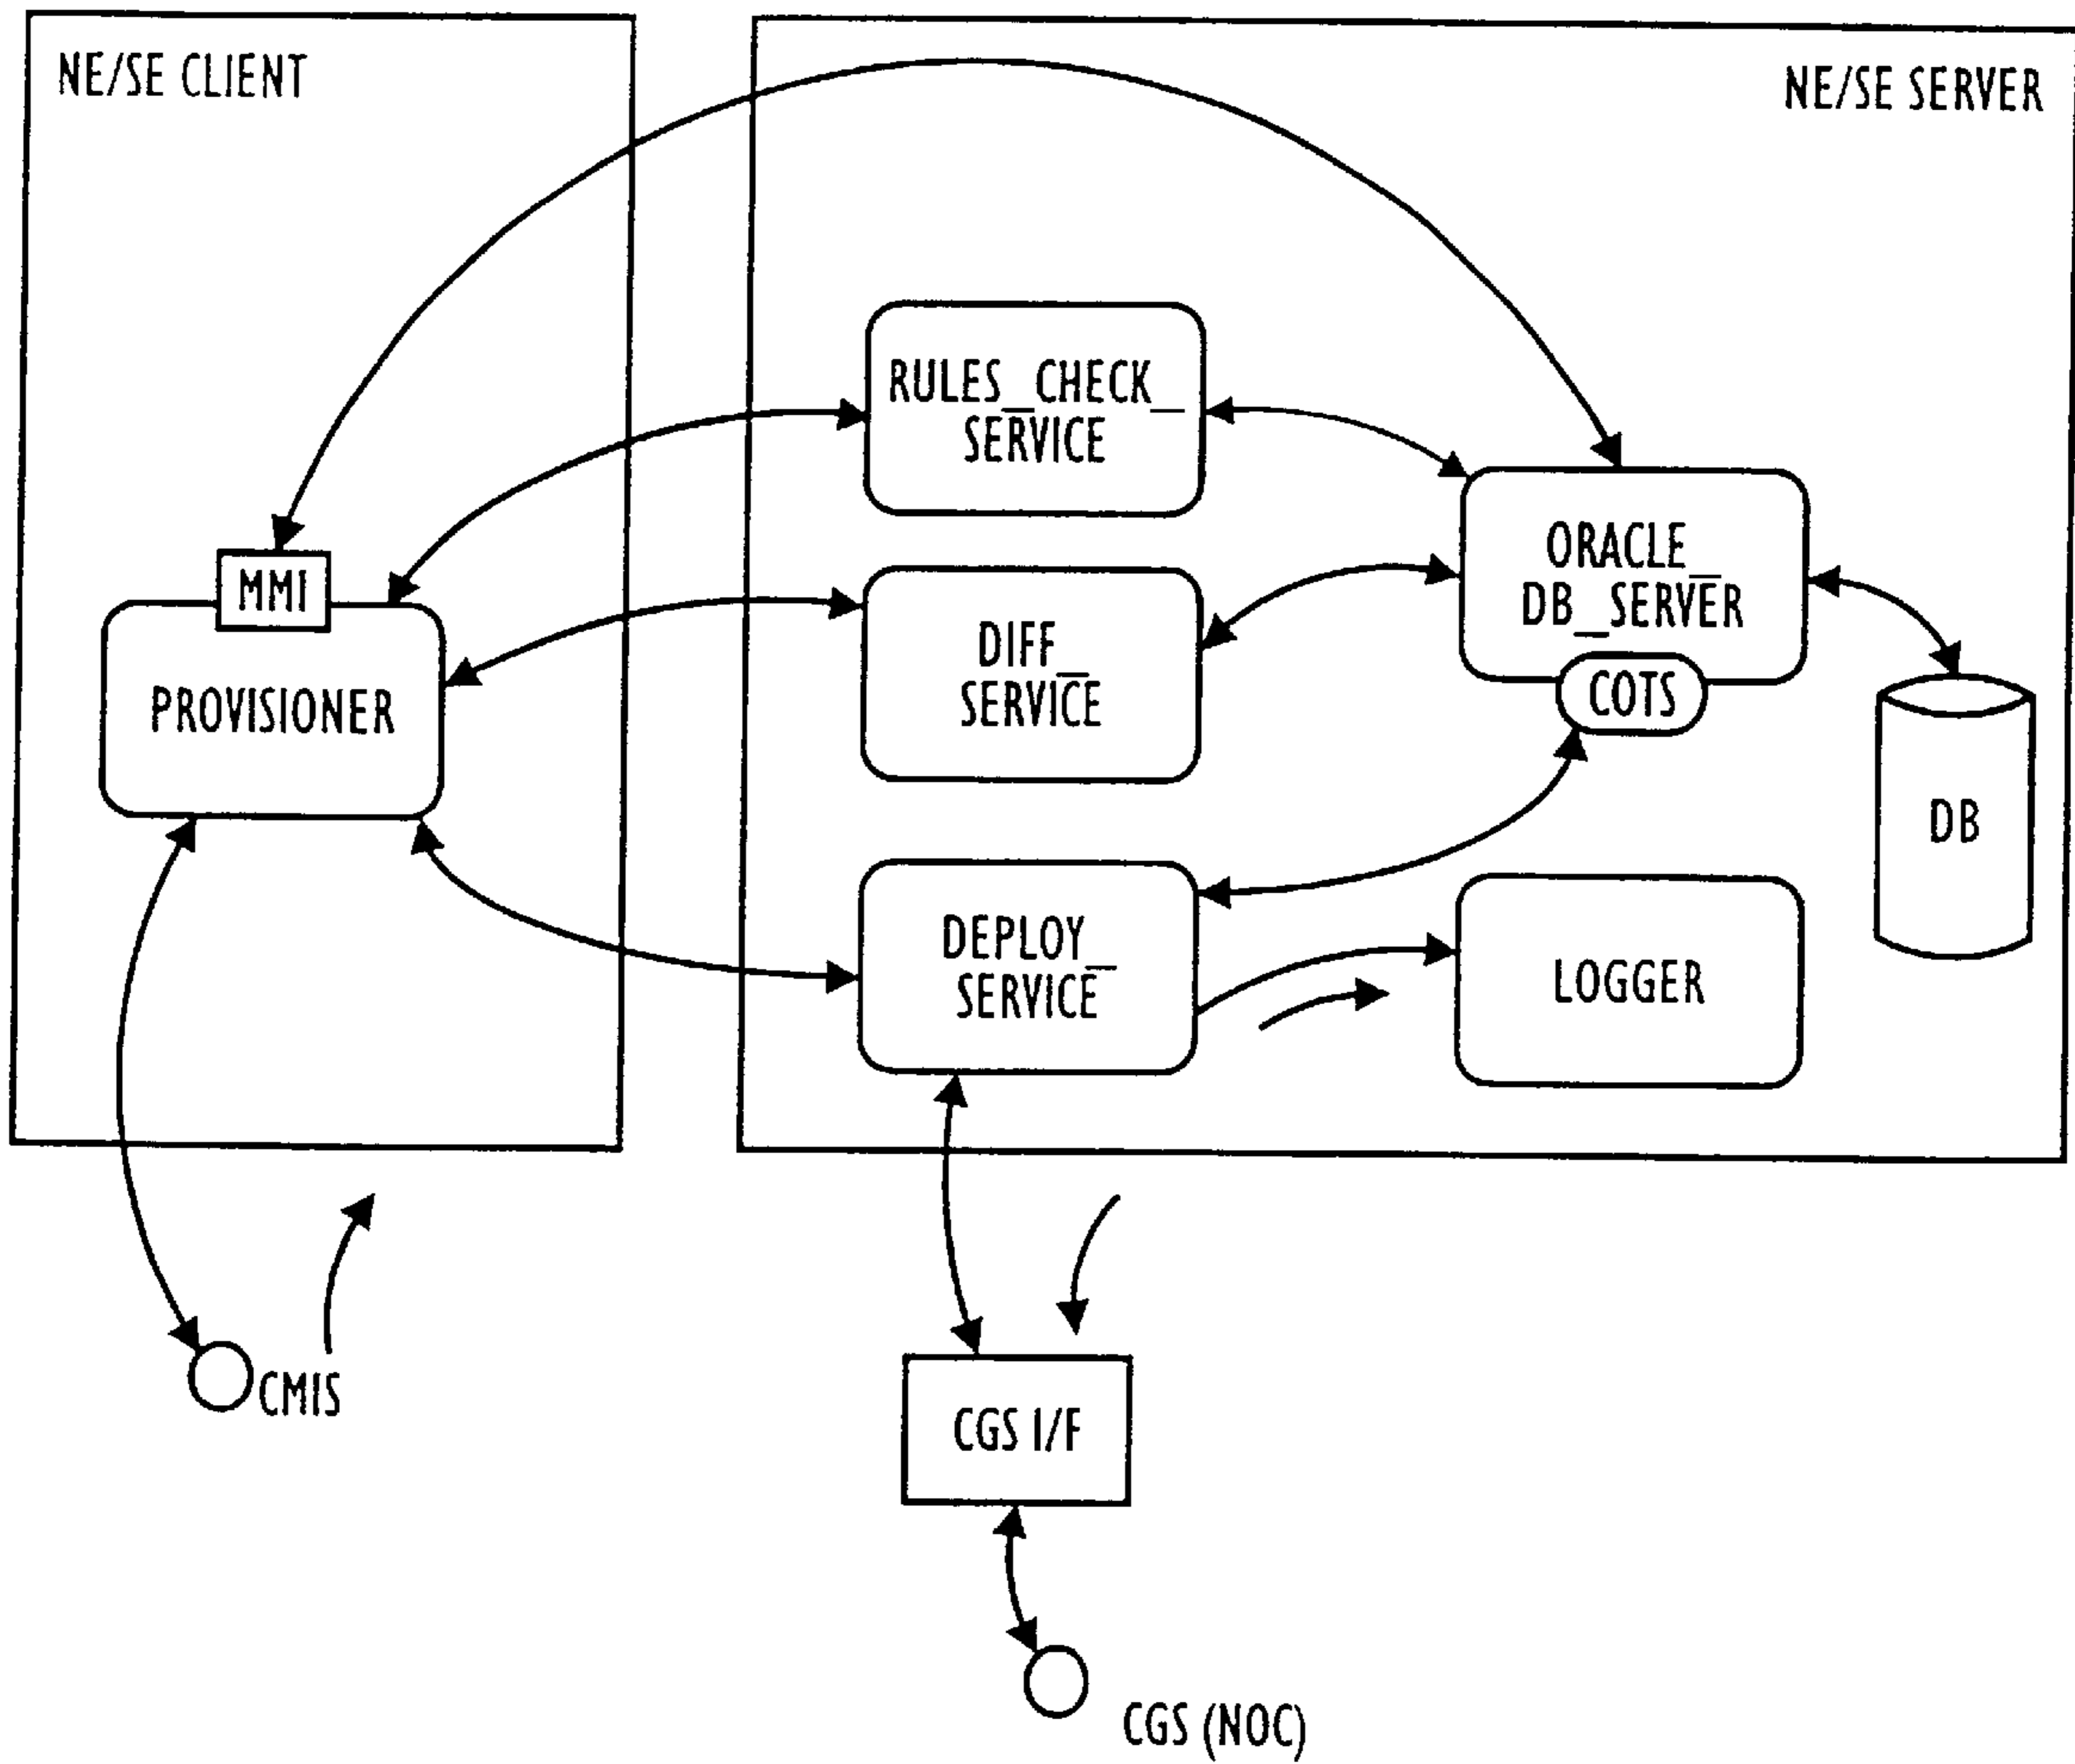 NE/SE CLIENT
NE/SE SERVER
RULES_CHECK_
SERVICE
MMI
ORACLE_
DB_SERVER
COTS
PROVISIONER
DIFF_
SERVICE
DB
DEPLOY_
SERVICE
LOGGER
CMIS
CGS I/F
CGS (NOC)